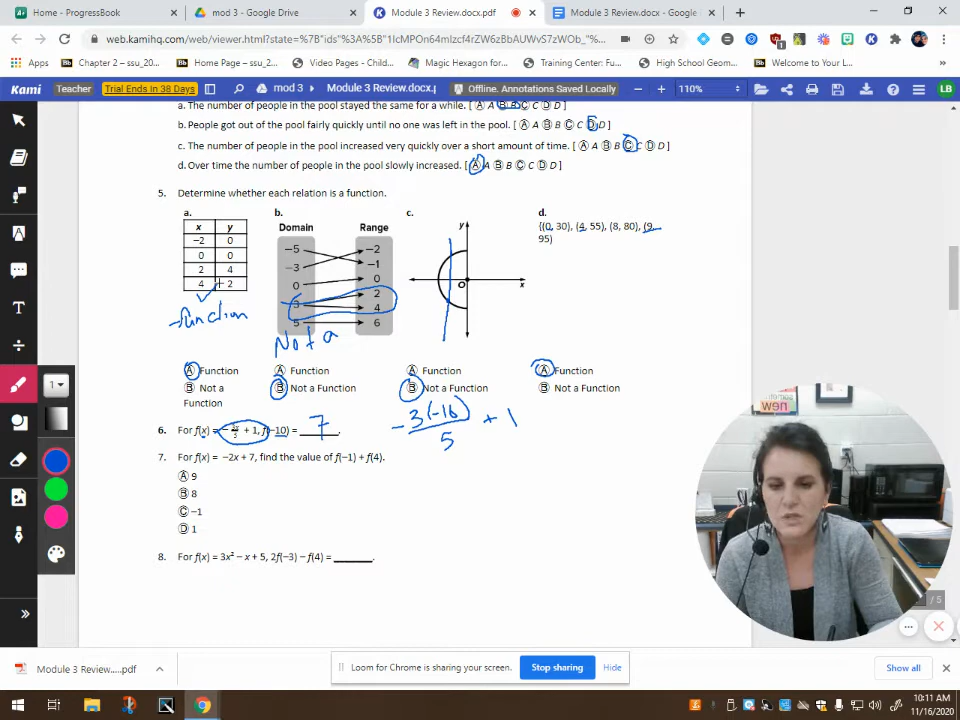 Home - ProgressBook
mod 3 - Google Drive
Module 3 Review.docx.pdf
Module 3 Review.docx - Google
web.kamihq.com/web/viewer.html?state=%7B"ids"%3A%5B"1IcMPOn64mlzcf4rZW6zBbAUWvS7zWOb_"%...
Apps
Chapter 2 – ssu_20...
Home Page – ssu_2...
Video Pages - Child...
Magic Hexagon for...
Training Center: Fu...
High School Geom...
Welcome to Your L...
Kami
Teacher
Trial Ends in 38 Days
mod 3
Module 3 Review.docx.p
Offline. Annotations Saved Locally
110%
LB
a. The number of people in the pool stayed the same for a while. [ Ⓐ A Ⓑ B Ⓒ C Ⓓ D ]
b. People got out of the pool fairly quickly until no one was left in the pool. [ Ⓐ A Ⓑ B Ⓒ C Ⓓ D ]
c. The number of people in the pool increased very quickly over a short amount of time. [ Ⓐ A Ⓑ B Ⓒ C Ⓓ D ]
d. Over time the number of people in the pool slowly increased. [ Ⓐ A Ⓑ B Ⓒ C Ⓓ D ]
5. Determine whether each relation is a function.
a.
x y
−2 0
0 0
2 4
4 2
function
b.
Domain Range
−5 −2
−3 −1
0 0
3 2
4
5 6
Not a
c.
y
O
x
d.
{(0, 30), (4, 55), (8, 80), (9,
95)
Ⓐ Function
Ⓑ Not a
Function
Ⓐ Function
Ⓑ Not a Function
Ⓐ Function
Ⓑ Not a Function
Ⓐ Function
Ⓑ Not a Function
6. For f(x) = − 3x/5 + 1, f(−10) = 7.
− 3(−10)/5 + 1
7. For f(x) = −2x + 7, find the value of f(−1) + f(4).
Ⓐ 9
Ⓑ 8
Ⓒ −1
Ⓓ 1
8. For f(x) = 3x² − x + 5, 2f(−3) − f(4) = ______.
new
/ 5
Module 3 Review....pdf
Loom for Chrome is sharing your screen.
Stop sharing
Hide
Show all
10:11 AM
11/16/2020